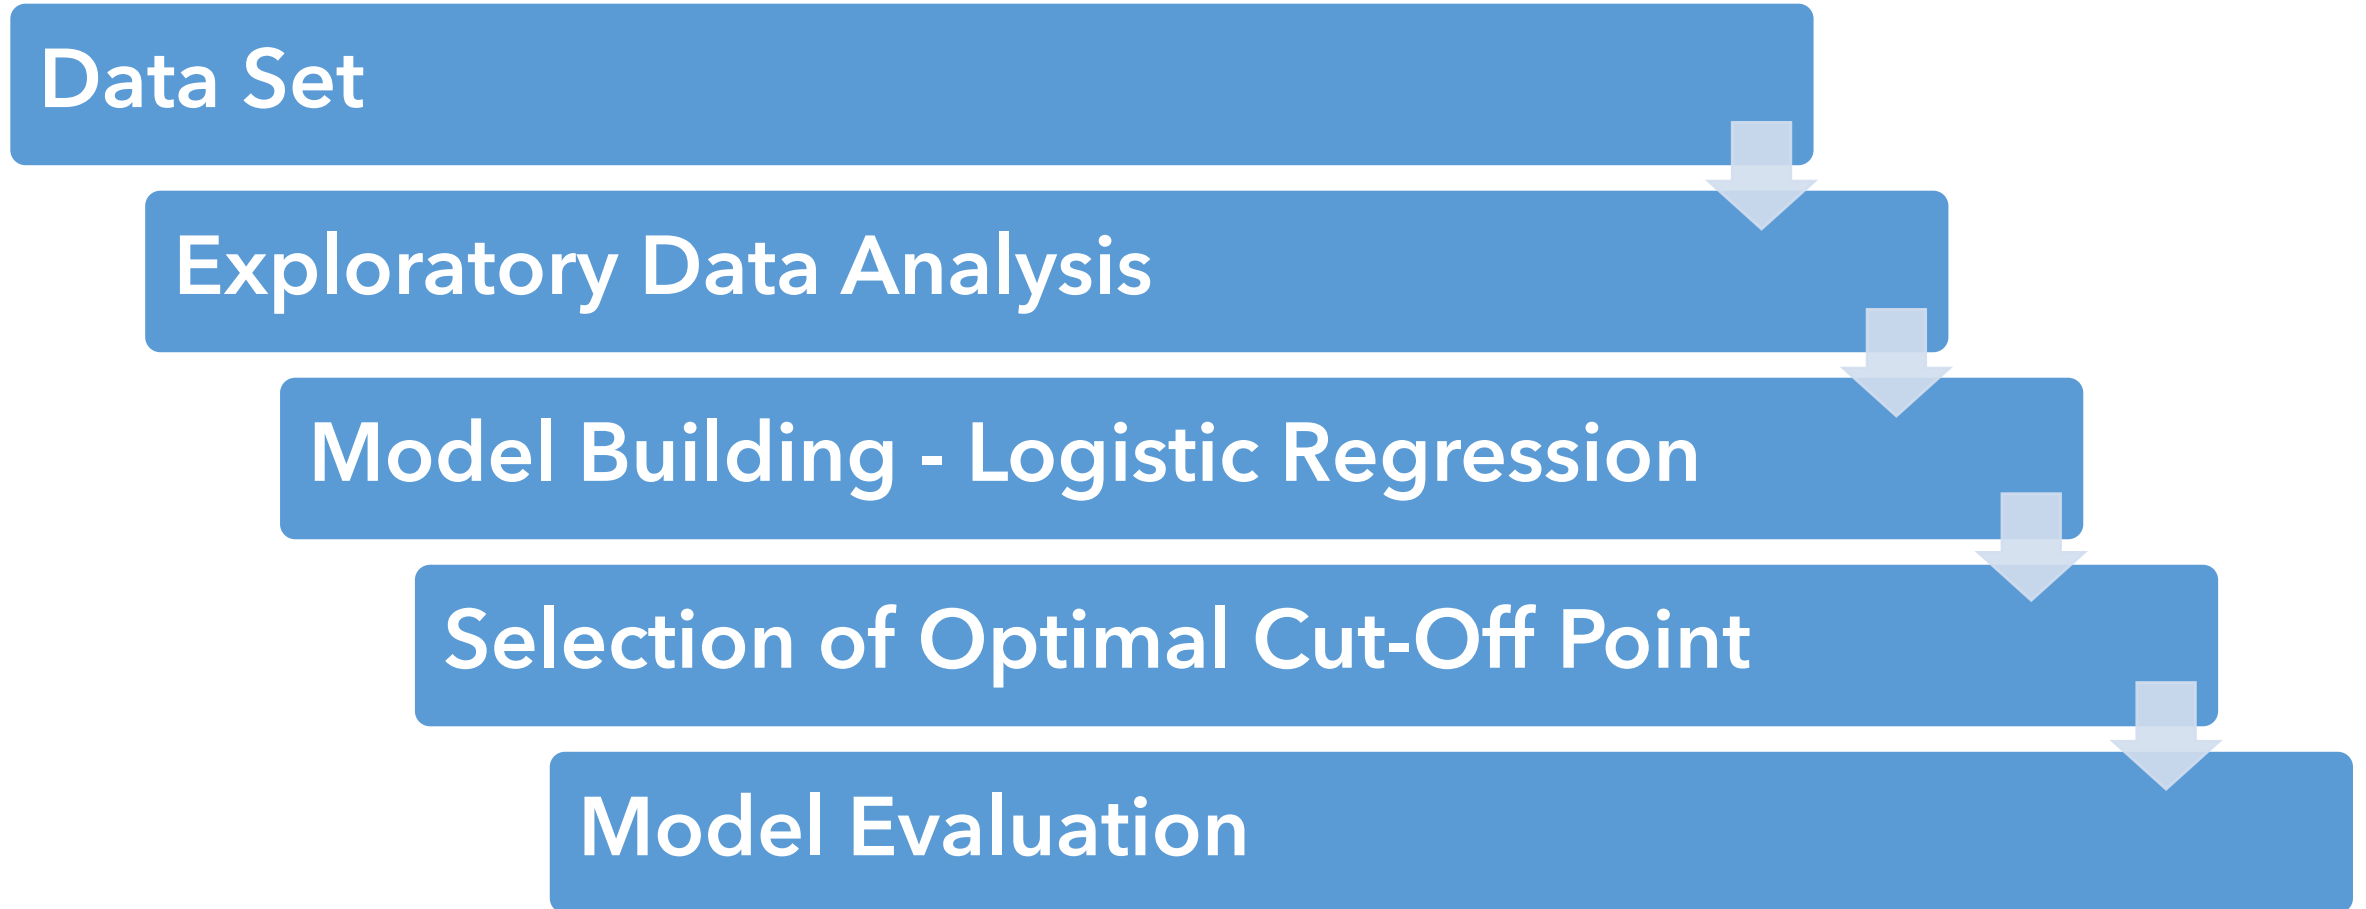 Data Set
Exploratory Data Analysis
Model Building - Logistic Regression
Selection of Optimal Cut-Off Point
Model Evaluation